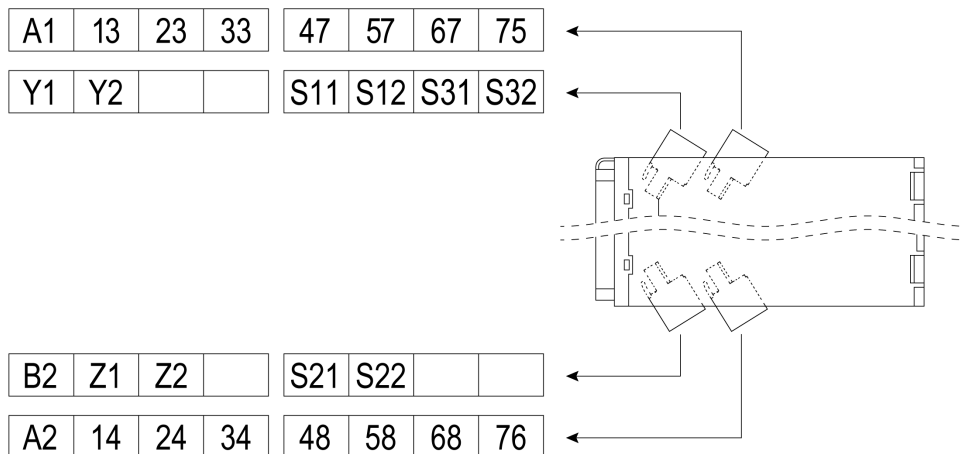 A1 13 23 33 47 57 67 75
Y1 Y2 S11 S12 S31 S32
B2 Z1 Z2 S21 S22
A2 14 24 34 48 58 68 76